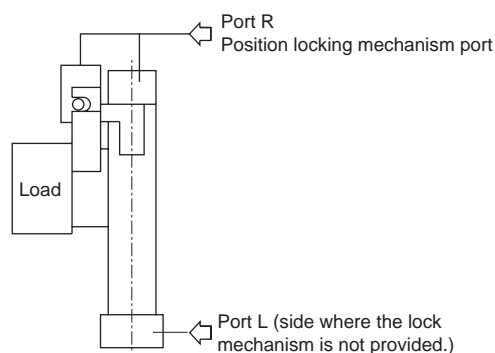 Port R
Position locking mechanism port
Load
Port L (side where the lock
mechanism is not provided.)